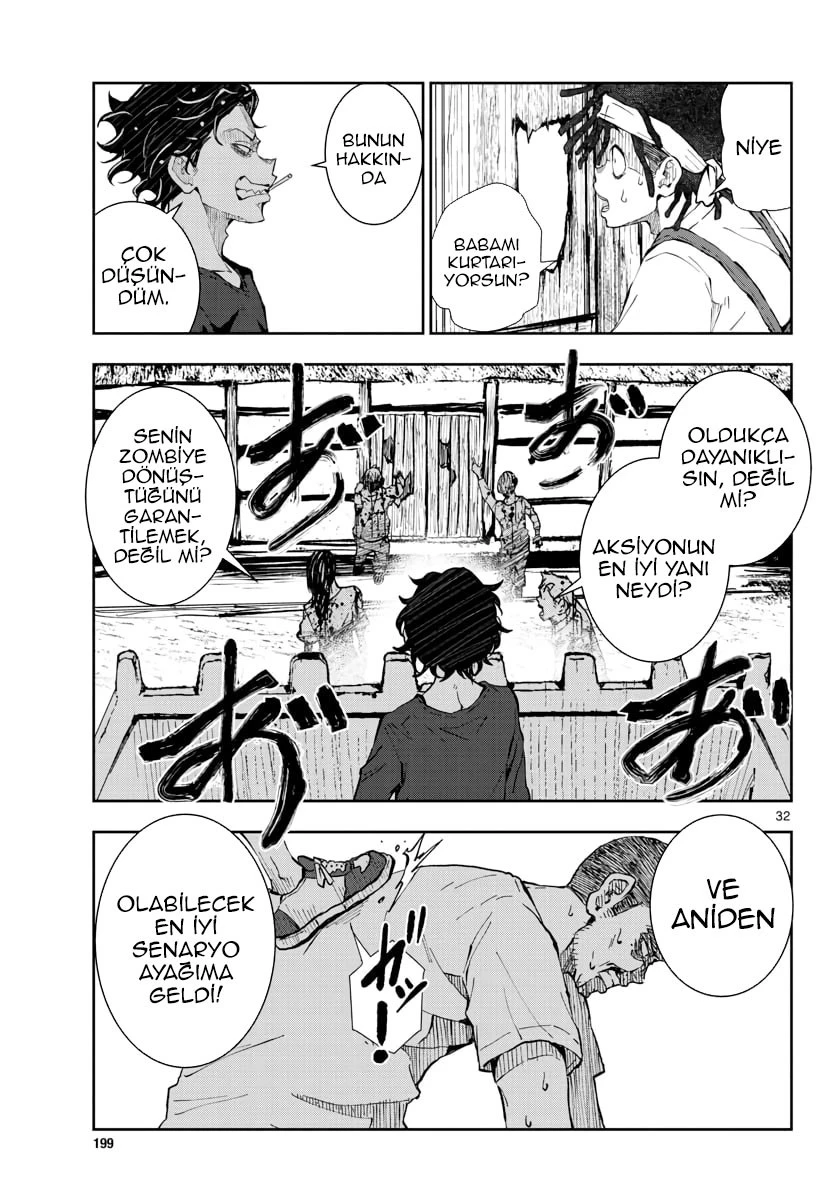 NİYE
BABAMI
KURTARI-
YORSUN?
BUNUN
HAKKIN-
DA
ÇOK
DÜŞÜN-
DÜM.
OLDUKÇA
DAYANIKLI-
SIN, DEĞİL
Mİ?
AKSİYONUN
EN İYİ YANI
NEYDİ?
あ゛
あ゛
SENİN
ZOMBİYE
DÖNÜŞ-
TÜĞÜNÜ
GARAN-
TİLEMEK,
DEĞİL Mİ?
あ゛
あ゛
32
VE
ANİDEN
ガッ!
OLABİLECEK
EN İYİ
SENARYO
AYAĞIMA
GELDİ!
199